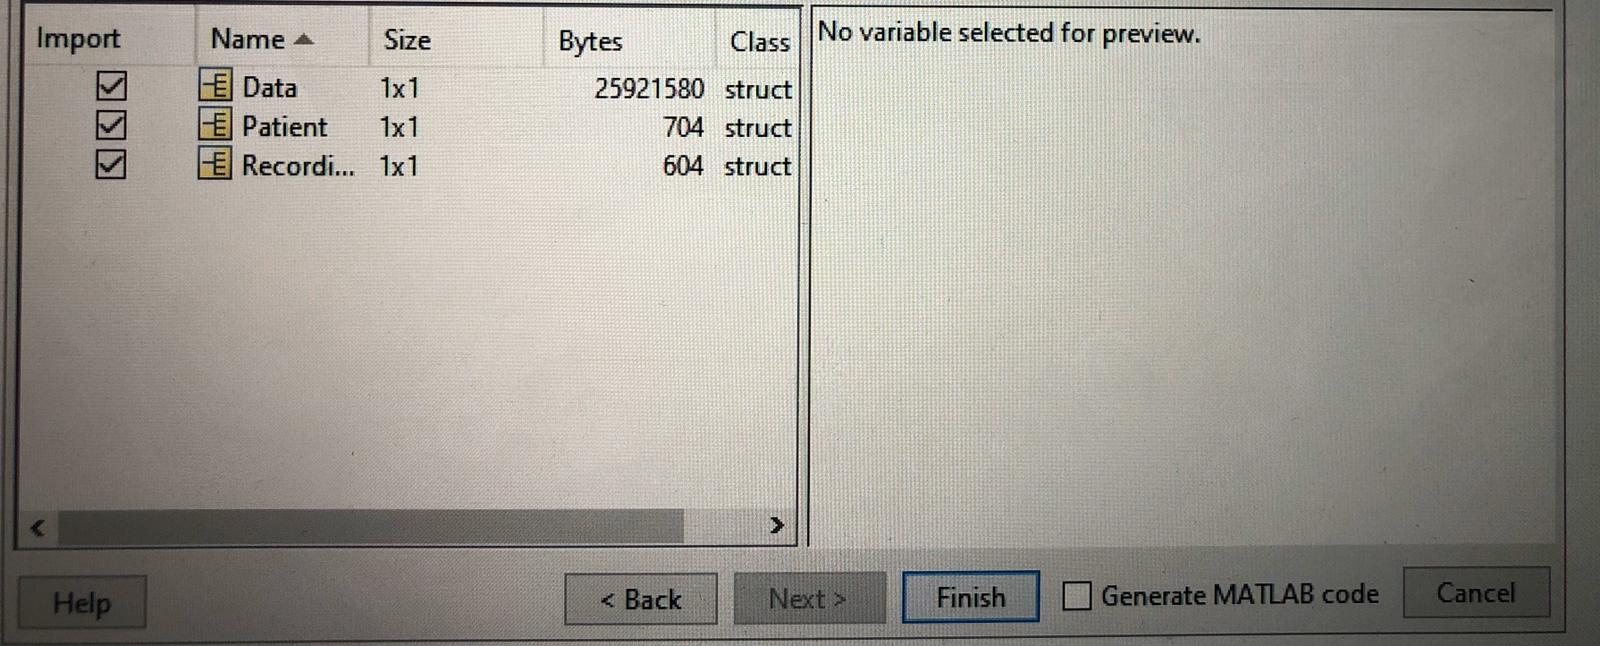 Import Name Size Bytes Class
Data 1x1 25921580 struct
Patient 1x1 704 struct
Recordi... 1x1 604 struct
No variable selected for preview.
Help < Back Next > Finish Generate MATLAB code Cancel